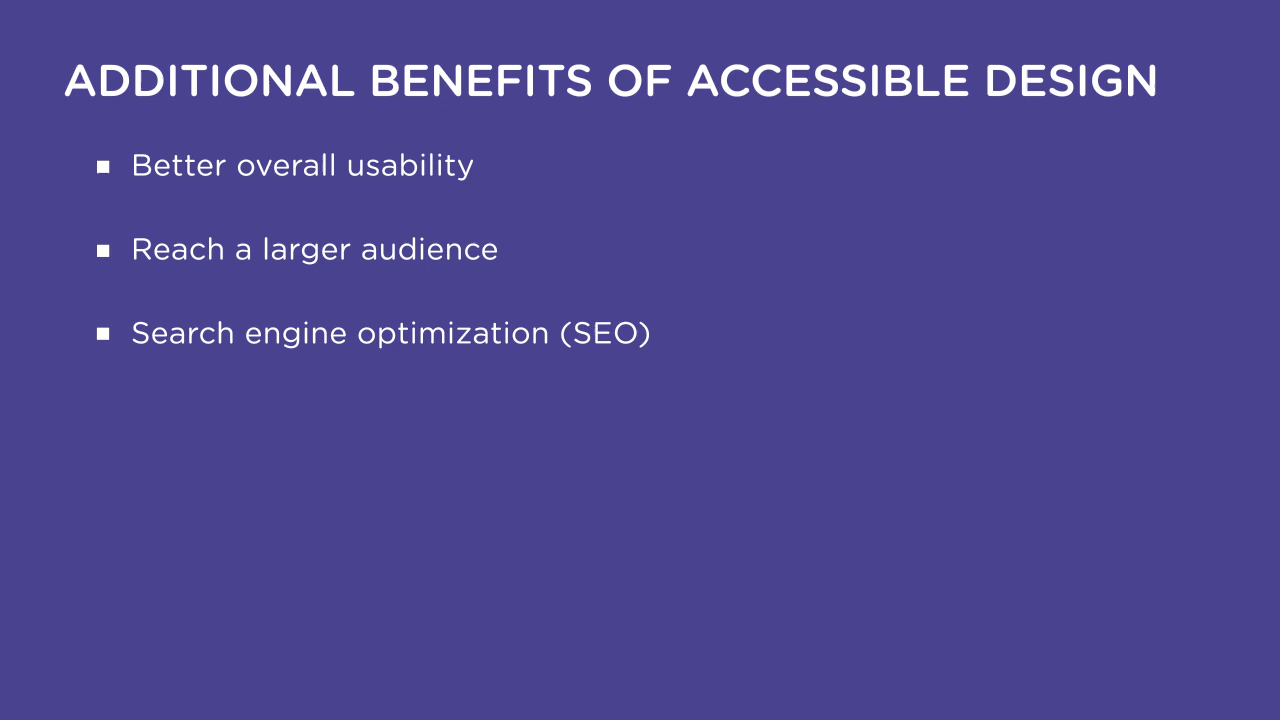 ADDITIONAL BENEFITS OF ACCESSIBLE DESIGN
▪ Better overall usability
▪ Reach a larger audience
▪ Search engine optimization (SEO)